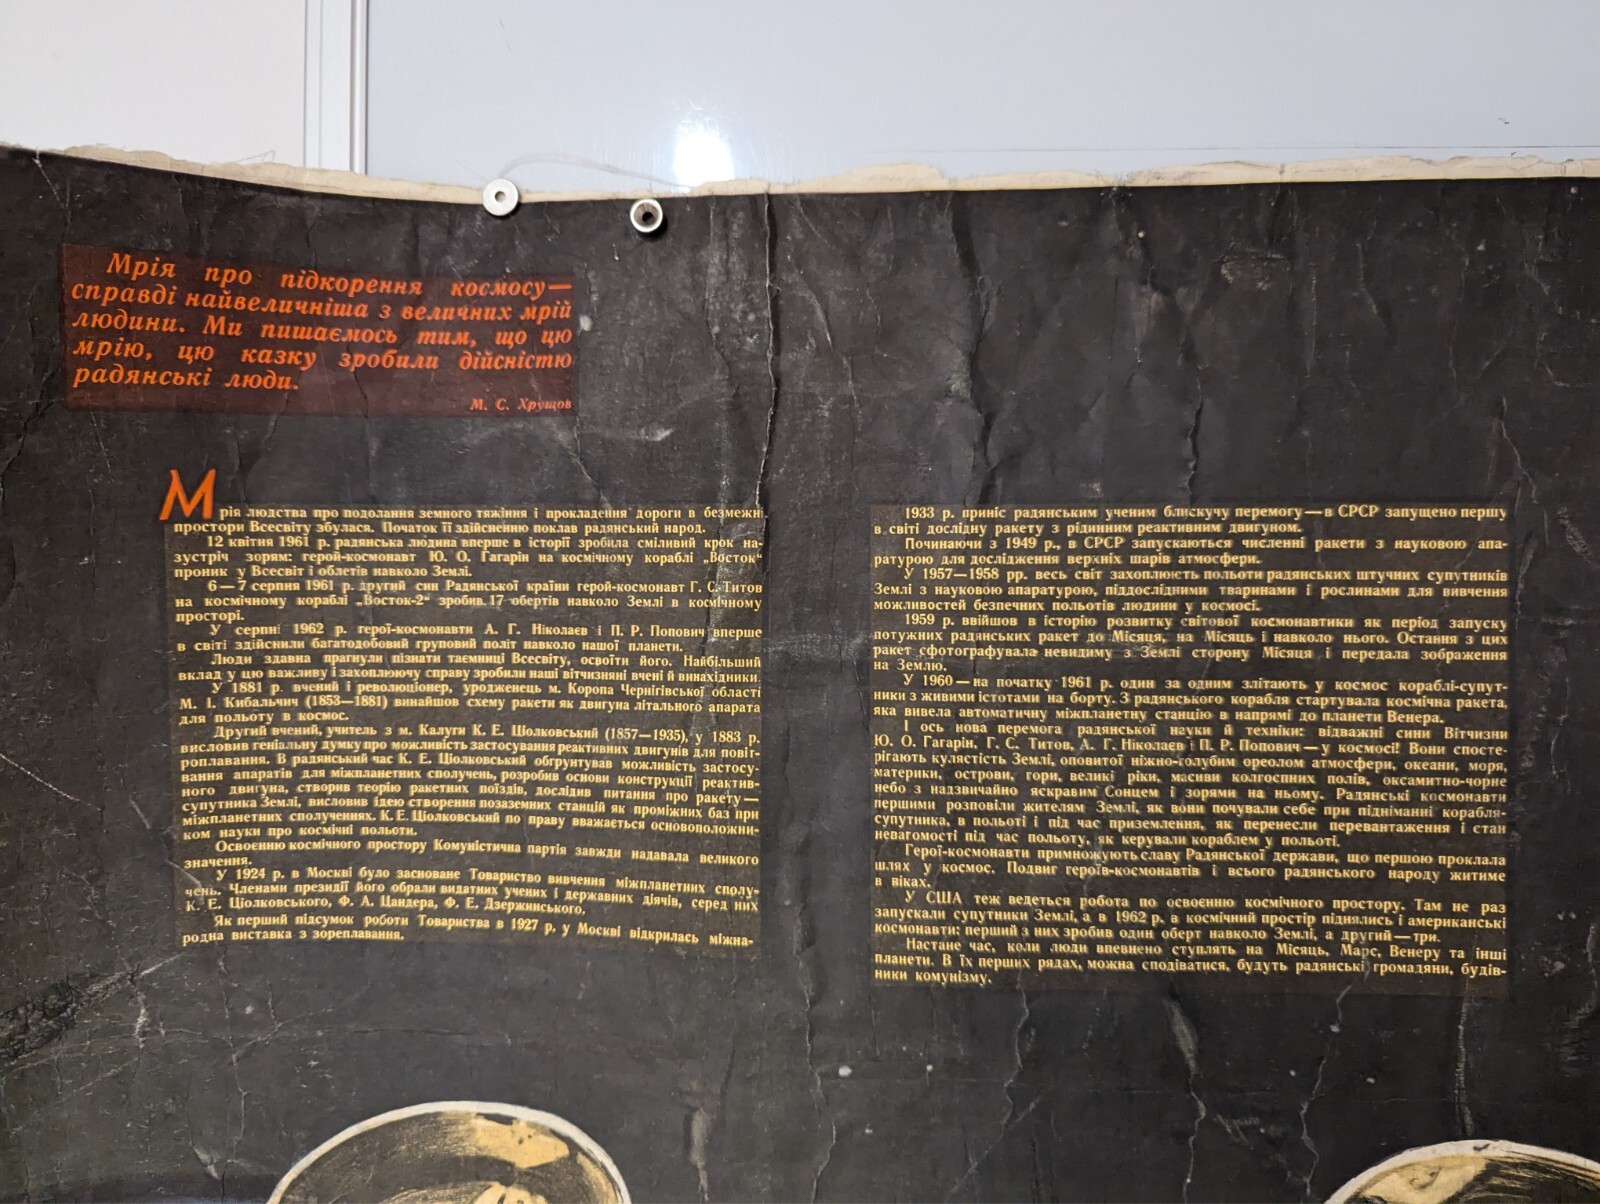 Мрія про підкорення космосу—
справді найвеличніша з величних мрій
людини. Ми пишаємось тим, що цю
мрію, цю казку зробили дійсністю
радянські люди.
М. С. Хрущов
Мрія людства про подолання земного тяжіння і прокладення дороги в безмежні
простори Всесвіту збулася. Початок її здійсненню поклав радянський народ.
12 квітня 1961 р. радянська людина вперше в історії зробила сміливий крок на-
зустріч зорям: герой-космонавт Ю. О. Гагарін на космічному кораблі „Восток“
проник у Всесвіт і облетів навколо Землі.
6—7 серпня 1961 р. другий син Радянської країни герой-космонавт Г. С. Титов
на космічному кораблі „Восток-2“ зробив 17 обертів навколо Землі в космічному
просторі.
У серпні 1962 р. герої-космонавти А. Г. Ніколаєв і П. Р. Попович вперше
в світі здійснили багатодобовий груповий політ навколо нашої планети.
Люди здавна прагнули пізнати таємниці Всесвіту, освоїти його. Найбільший
вклад у цю важливу і захоплюючу справу зробили наші вітчизняні вчені й винахідники.
У 1881 р. вчений і революціонер, уродженець м. Коропа Чернігівської області
М. І. Кибальчич (1853—1881) винайшов схему ракети як двигуна літального апарата
для польоту в космос.
Другий вчений, учитель з м. Калуги К. Е. Ціолковський (1857—1935), у 1883 р.
висловив геніальну думку про можливість застосування реактивних двигунів для повіт-
роплавання. В радянський час К. Е. Ціолковський обґрунтував можливість застосу-
вання апаратів для міжпланетних сполучень, розробив основи конструкції реактив-
ного двигуна, створив теорію ракетних поїздів, дослідив питання про ракету—
супутника Землі, висловив ідею створення позаземних станцій як проміжних баз при
міжпланетних сполученнях. К. Е. Ціолковський по праву вважається основоположни-
ком науки про космічні польоти.
Освоєнню космічного простору Комуністична партія завжди надавала великого
значення.
У 1924 р. в Москві було засноване Товариство вивчення міжпланетних сполу-
чень. Членами президії його обрали видатних учених і державних діячів, серед них
К. Е. Ціолковського, Ф. А. Цандера, Ф. Е. Дзержинського.
Як перший підсумок роботи Товариства в 1927 р. у Москві відкрилась міжна-
родна виставка з зореплавання.
1933 р. приніс радянським ученим блискучу перемогу—в СРСР запущено першу
в світі дослідну ракету з рідинним реактивним двигуном.
Починаючи з 1949 р., в СРСР запускаються численні ракети з науковою апа-
ратурою для дослідження верхніх шарів атмосфери.
У 1957—1958 рр. весь світ захоплюють польоти радянських штучних супутників
Землі з науковою апаратурою, піддослідними тваринами і рослинами для вивчення
можливостей безпечних польотів людини у космосі.
1959 р. ввійшов в історію розвитку світової космонавтики як період запуску
потужних радянських ракет до Місяця, на Місяць і навколо нього. Остання з цих
ракет сфотографувала невидиму з Землі сторону Місяця і передала зображення
на Землю.
У 1960—на початку 1961 р. один за одним злітають у космос кораблі-супут-
ники з живими істотами на борту. З радянського корабля стартувала космічна ракета,
яка вивела автоматичну міжпланетну станцію в напрямі до планети Венера.
І ось нова перемога радянської науки й техніки: відважні сини Вітчизни
Ю. О. Гагарін, Г. С. Титов, А. Г. Ніколаєв і П. Р. Попович—у космосі! Вони спосте-
рігають кулястість Землі, оповитої ніжно-голубим ореолом атмосфери, океани, моря,
материки, острови, гори, великі ріки, масиви колгоспних полів, оксамитно-чорне
небо з надзвичайно яскравим Сонцем і зорями на ньому. Радянські космонавти
першими розповіли жителям Землі, як вони почували себе при підніманні корабля-
супутника, в польоті і під час приземлення, як перенесли перевантаження і стан
невагомості під час польоту, як керували кораблем у польоті.
Герої-космонавти примножують славу Радянської держави, що першою проклала
шлях у космос. Подвиг героїв-космонавтів і всього радянського народу житиме
в віках.
У США теж ведеться робота по освоєнню космічного простору. Там не раз
запускали супутники Землі, а в 1962 р. в космічний простір піднялись і американські
космонавти: перший з них зробив один оберт навколо Землі, а другий—три.
Настане час, коли люди впевнено ступлять на Місяць, Марс, Венеру та інші
планети. В їх перших рядах, можна сподіватися, будуть радянські громадяни, будів-
ники комунізму.